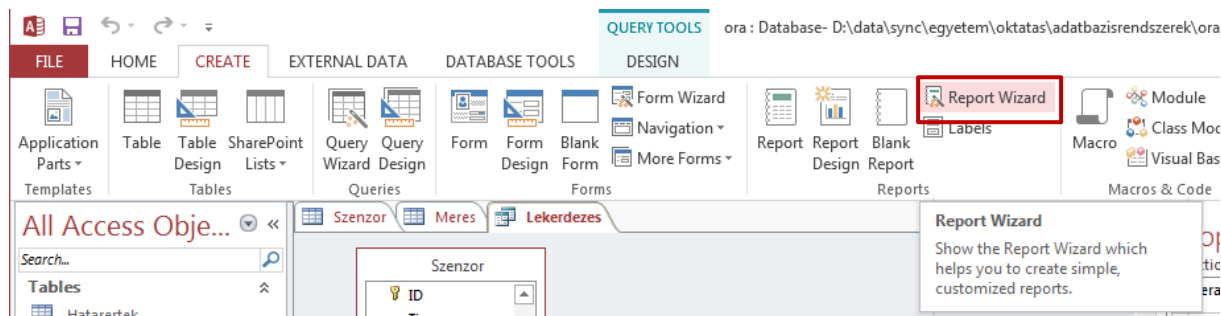 QUERY TOOLS
ora : Database- D:\data\sync\egyetem\oktatas\adatbazisrendszerek\ora
FILE HOME CREATE EXTERNAL DATA DATABASE TOOLS DESIGN
Application Parts
Table
Table Design
SharePoint Lists
Query Wizard
Query Design
Form
Form Design
Blank Form
Form Wizard
Navigation
More Forms
Report
Report Design
Blank Report
Report Wizard
Labels
Macro
Module
Class Mod
Visual Bas
Templates Tables Queries Forms Reports Macros & Code
All Access Obje...
Search...
Tables
Hatarertek
Szenzor Meres Lekerdezes
Szenzor
ID
Report Wizard
Show the Report Wizard which
helps you to create simple,
customized reports.